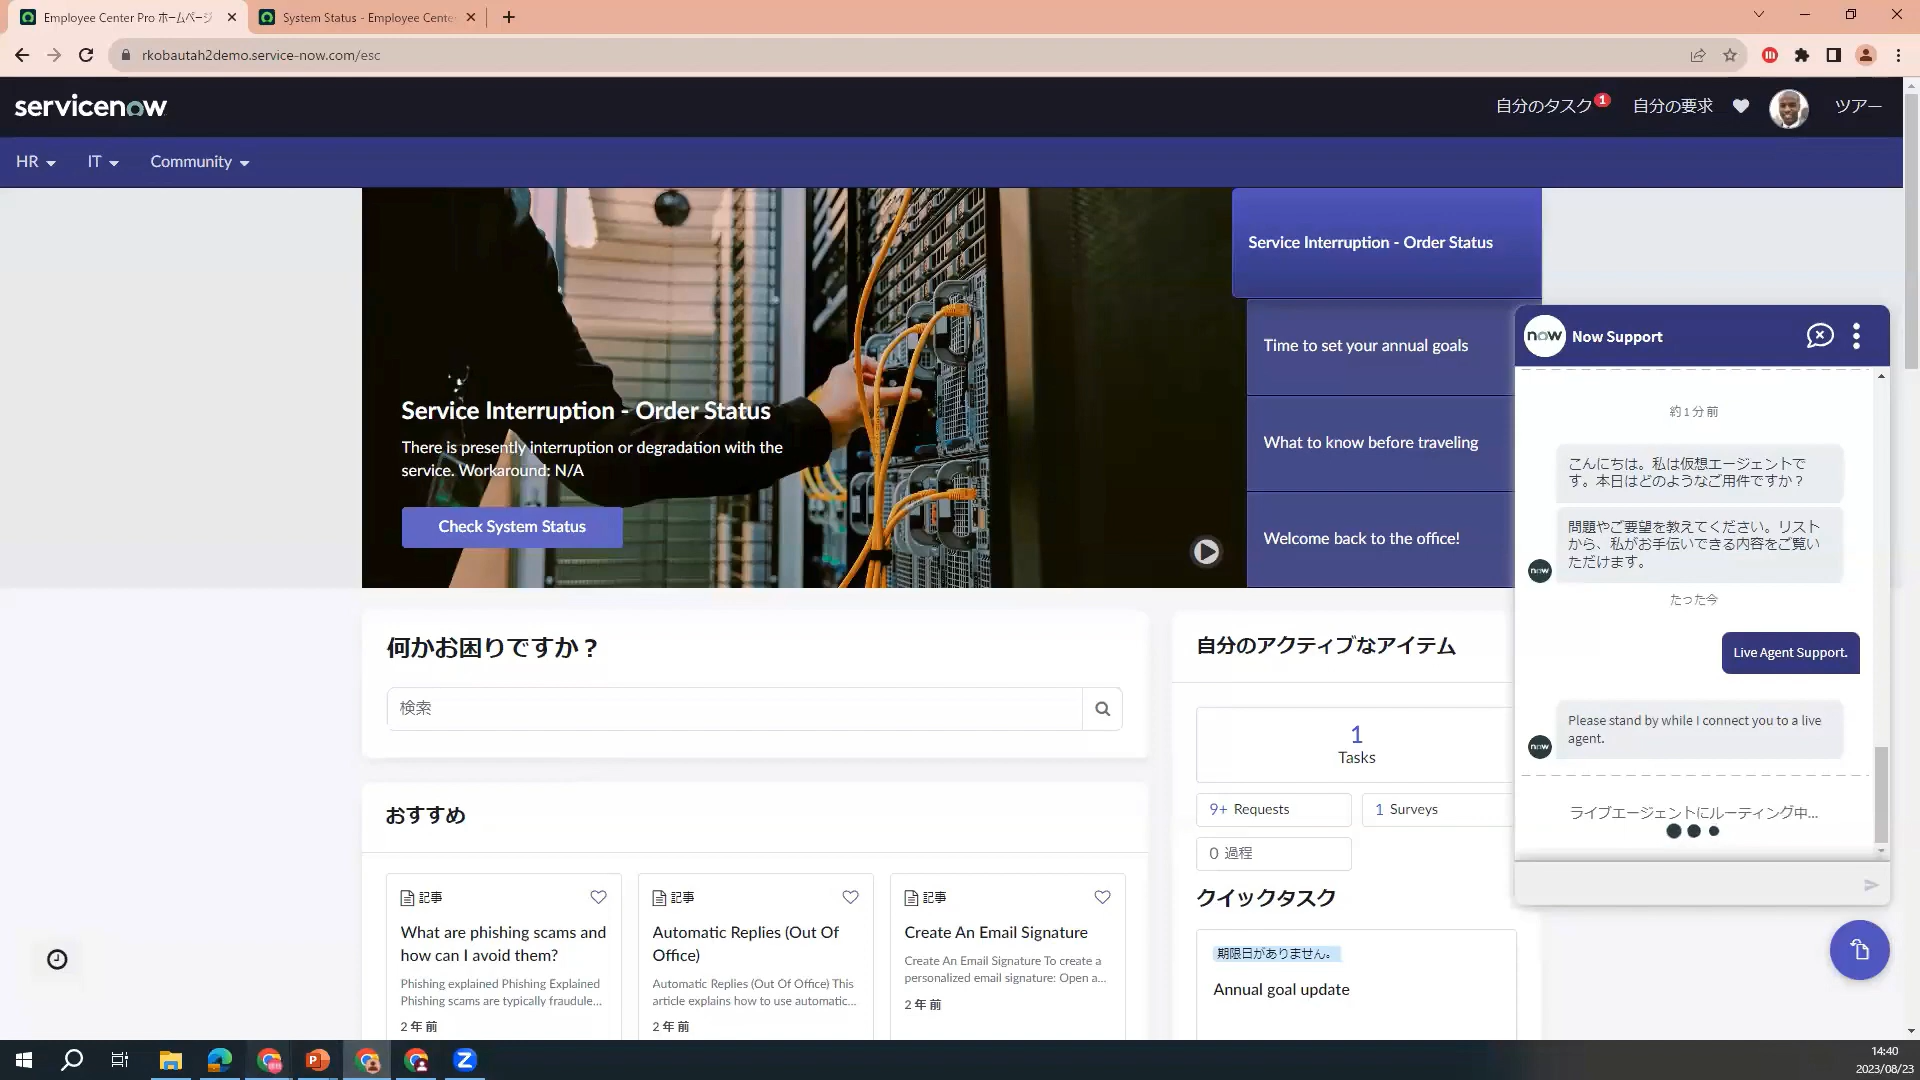 Employee Center Pro ホームページ
System Status - Employee Cente
rkobautah2demo.service-now.com/esc
servicenow
自分のタスク 1
自分の要求
ツアー
HR
IT
Community
Service Interruption - Order Status
There is presently interruption or degradation with the
service. Workaround: N/A
Check System Status
Service Interruption - Order Status
Time to set your annual goals
What to know before traveling
Welcome back to the office!
何かお困りですか？
検索
おすすめ
記事
What are phishing scams and
how can I avoid them?
Phishing explained Phishing Explained
Phishing scams are typically fraudule...
2 年 前
記事
Automatic Replies (Out Of
Office)
Automatic Replies (Out Of Office) This
article explains how to use automatic...
2 年 前
記事
Create An Email Signature
Create An Email Signature To create a
personalized email signature: Open a...
2 年 前
自分のアクティブなアイテム
1
Tasks
9+ Requests
1 Surveys
0 過程
クイックタスク
期限日がありません。
Annual goal update
now
Now Support
約 1 分 前
こんにちは。私は仮想エージェントで
す。本日はどのようなご用件ですか？
問題やご要望を教えてください。リスト
から、私がお手伝いできる内容をご覧い
ただけます。
now
たった今
Live Agent Support.
Please stand by while I connect you to a live
agent.
now
ライブエージェントにルーティング中...
14:40
2023/08/23